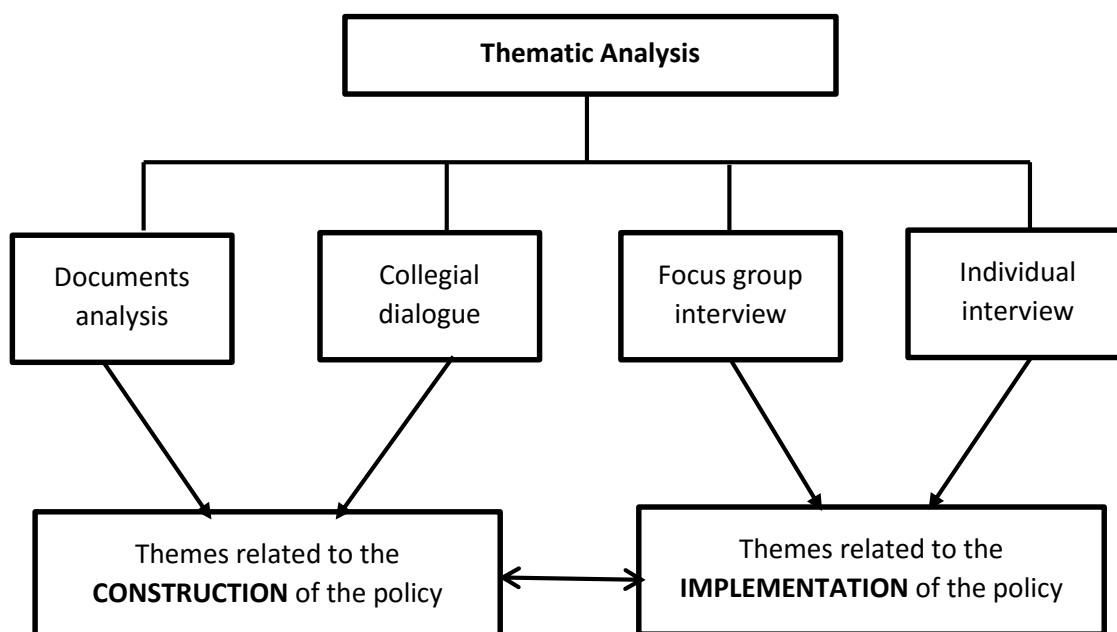 Thematic Analysis
Documents
analysis
Collegial
dialogue
Focus group
interview
Individual
interview
Themes related to the
CONSTRUCTION of the policy
Themes related to the
IMPLEMENTATION of the policy